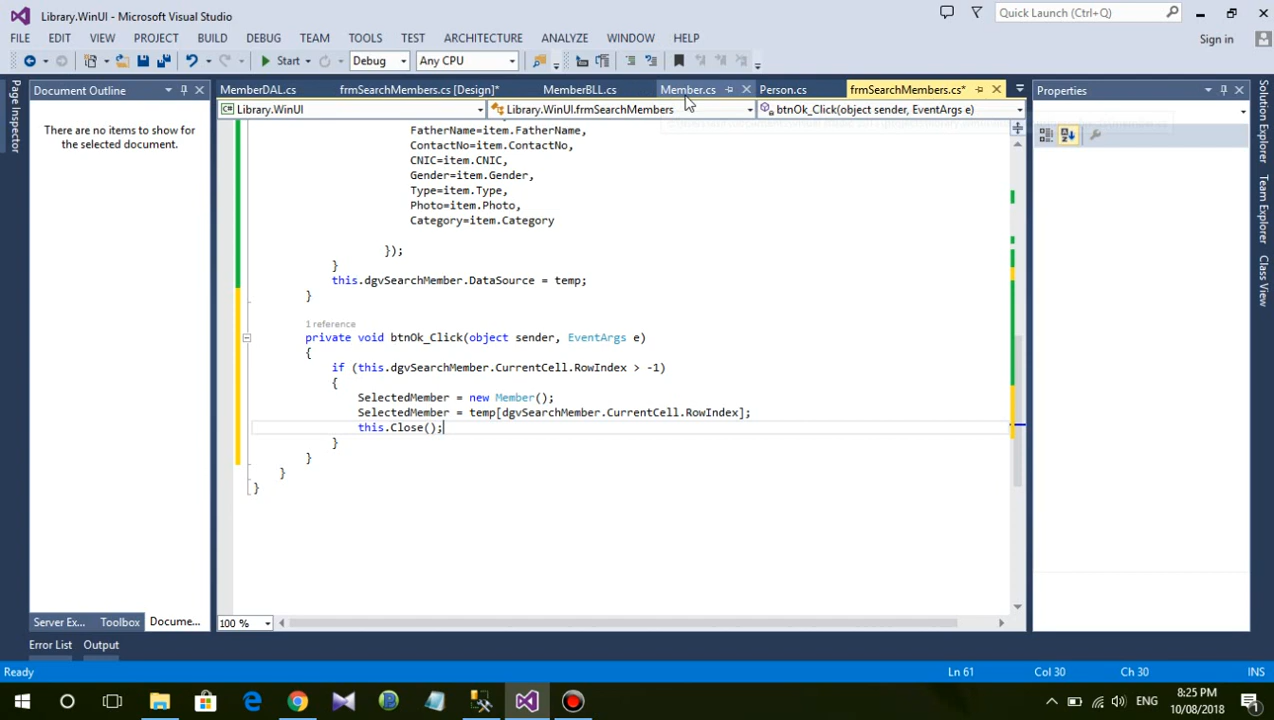 Library.WinUI - Microsoft Visual Studio
Quick Launch (Ctrl+Q)
FILE EDIT VIEW PROJECT BUILD DEBUG TEAM TOOLS TEST ARCHITECTURE ANALYZE WINDOW HELP
Sign in
Start Debug Any CPU
Page Inspector
Document Outline
There are no items to show for
the selected document.
MemberDAL.cs frmSearchMembers.cs [Design]* MemberBLL.cs Member.cs Person.cs frmSearchMembers.cs*
Library.WinUI Library.WinUI.frmSearchMembers btnOk_Click(object sender, EventArgs e)
FatherName=item.FatherName,
ContactNo=item.ContactNo,
CNIC=item.CNIC,
Gender=item.Gender,
Type=item.Type,
Photo=item.Photo,
Category=item.Category
});
}
this.dgvSearchMember.DataSource = temp;
}
1 reference
private void btnOk_Click(object sender, EventArgs e)
{
if (this.dgvSearchMember.CurrentCell.RowIndex > -1)
{
SelectedMember = new Member();
SelectedMember = temp[dgvSearchMember.CurrentCell.RowIndex];
this.Close();
}
}
}
}
100 %
Properties
Solution Explorer
Team Explorer
Class View
Server Ex... Toolbox Docume...
Error List Output
Ready
Ln 61 Col 30 Ch 30 INS
ENG
8:25 PM
10/08/2018